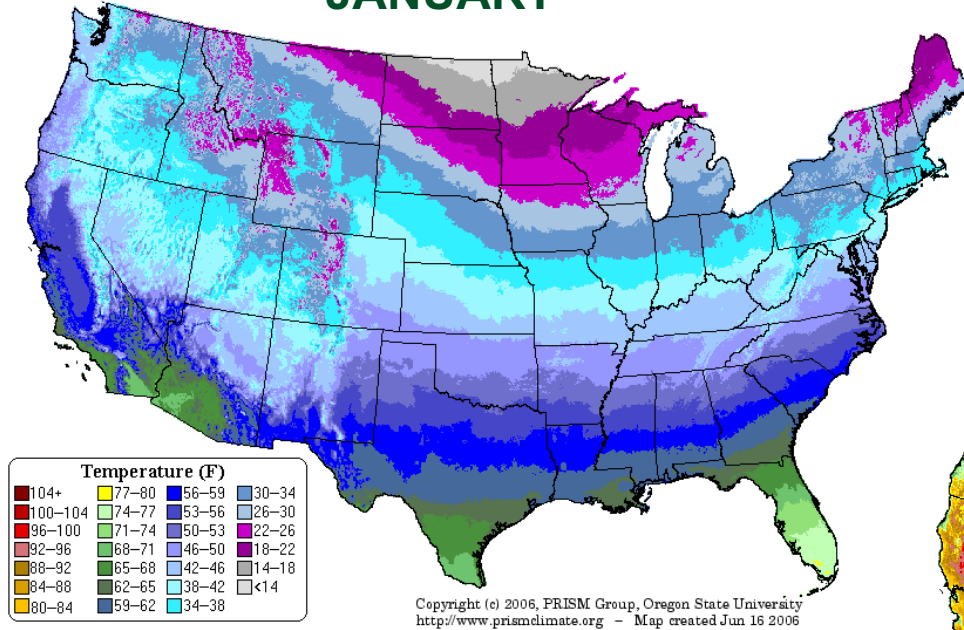 JANUARY
Temperature (F)
104+ 77–80 56–59 30–34
100–104 74–77 53–56 26–30
96–100 71–74 50–53 22–26
92–96 68–71 46–50 18–22
88–92 65–68 42–46 14–18
84–88 62–65 38–42 <14
80–84 59–62 34–38
Copyright (c) 2006, PRISM Group, Oregon State University
http://www.prismclimate.org – Map created Jun 16 2006